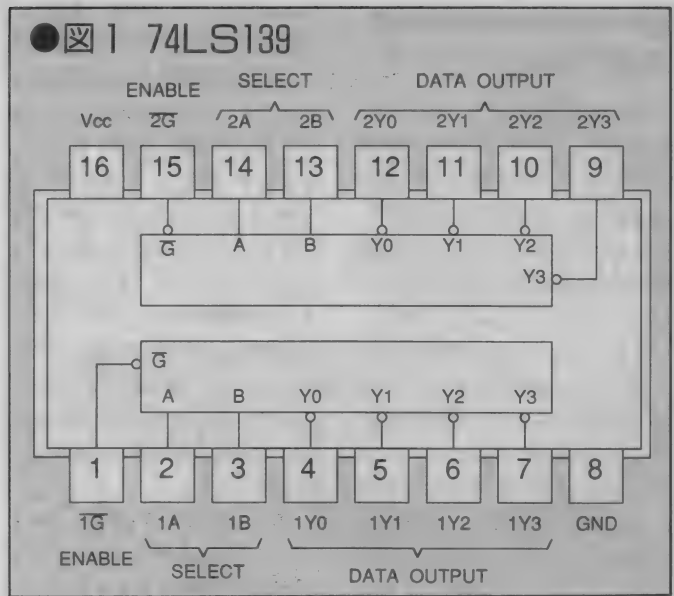 ●図1 74LS139
ENABLE SELECT DATA OUTPUT
Vcc 2G 2A 2B 2Y0 2Y1 2Y2 2Y3
16 15 14 13 12 11 10 9
G A B Y0 Y1 Y2
Y3
G
A B Y0 Y1 Y2 Y3
1 2 3 4 5 6 7 8
1G 1A 1B 1Y0 1Y1 1Y2 1Y3 GND
ENABLE SELECT DATA OUTPUT